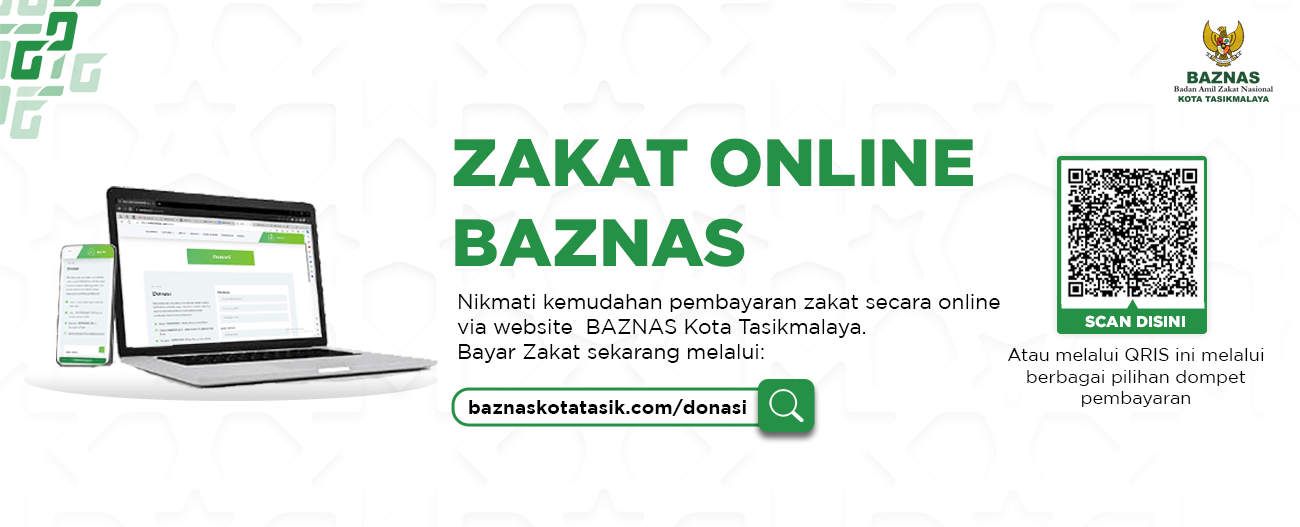 BAZNAS
Badan Amil Zakat Nasional
KOTA TASIKMALAYA
ZAKAT ONLINE
BAZNAS
Nikmati kemudahan pembayaran zakat secara online
via website BAZNAS Kota Tasikmalaya.
Bayar Zakat sekarang melalui:
baznaskotatasik.com/donasi
SCAN DISINI
Atau melalui QRIS ini melalui
berbagai pilihan dompet
pembayaran